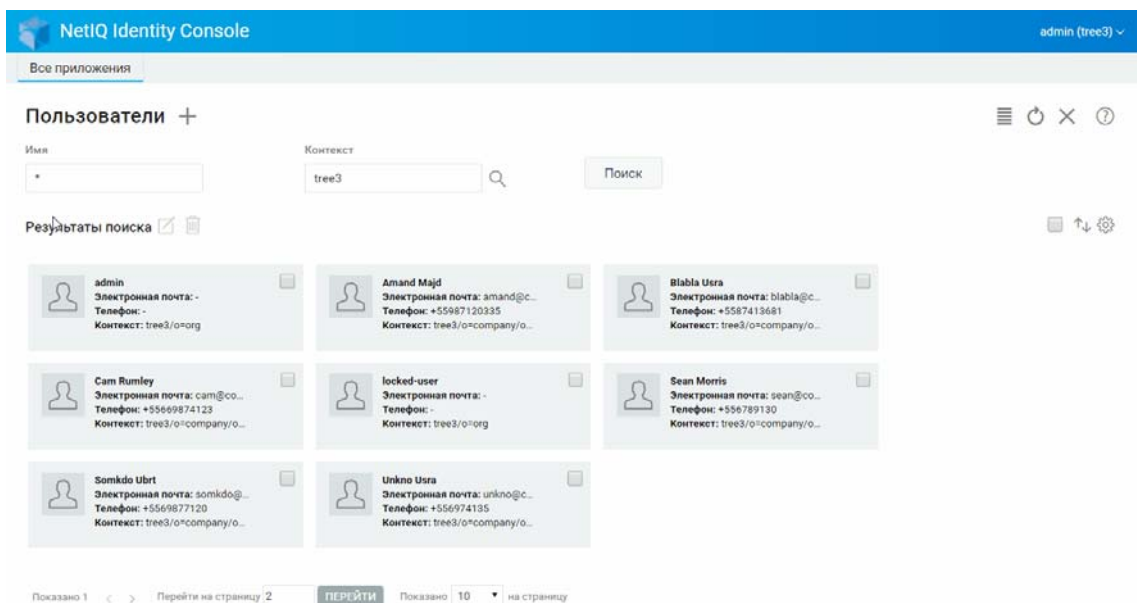 NetIQ Identity Console
admin (tree3)
Все приложения
Пользователи
Имя
Контекст
*
tree3
Поиск
Результаты поиска
admin
Электронная почта: -
Телефон: -
Контекст: tree3/o=org
Amand Majd
Электронная почта: amand@c...
Телефон: +55987120335
Контекст: tree3/o=company/o...
Blabla Usra
Электронная почта: blabla@c...
Телефон: +5587413681
Контекст: tree3/o=company/o...
Cam Rumley
Электронная почта: cam@co...
Телефон: +55669874123
Контекст: tree3/o=company/o...
locked-user
Электронная почта: -
Телефон: -
Контекст: tree3/o=org
Sean Morris
Электронная почта: sean@co...
Телефон: +556789130
Контекст: tree3/o=company/o...
Somkdo Ubrt
Электронная почта: somkdo@...
Телефон: +5569877120
Контекст: tree3/o=company/o...
Unkno Usra
Электронная почта: unkno@c...
Телефон: +556974135
Контекст: tree3/o=company/o...
Показано 1 < > Перейти на страницу 2 ПЕРЕЙТИ Показано 10 на страницу